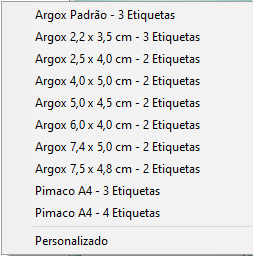 Argox Padrão - 3 Etiquetas
Argox 2,2 x 3,5 cm - 3 Etiquetas
Argox 2,5 x 4,0 cm - 2 Etiquetas
Argox 4,0 x 5,0 cm - 2 Etiquetas
Argox 5,0 x 4,5 cm - 2 Etiquetas
Argox 6,0 x 4,0 cm - 2 Etiquetas
Argox 7,4 x 5,0 cm - 2 Etiquetas
Argox 7,5 x 4,8 cm - 2 Etiquetas
Pimaco A4 - 3 Etiquetas
Pimaco A4 - 4 Etiquetas
Personalizado